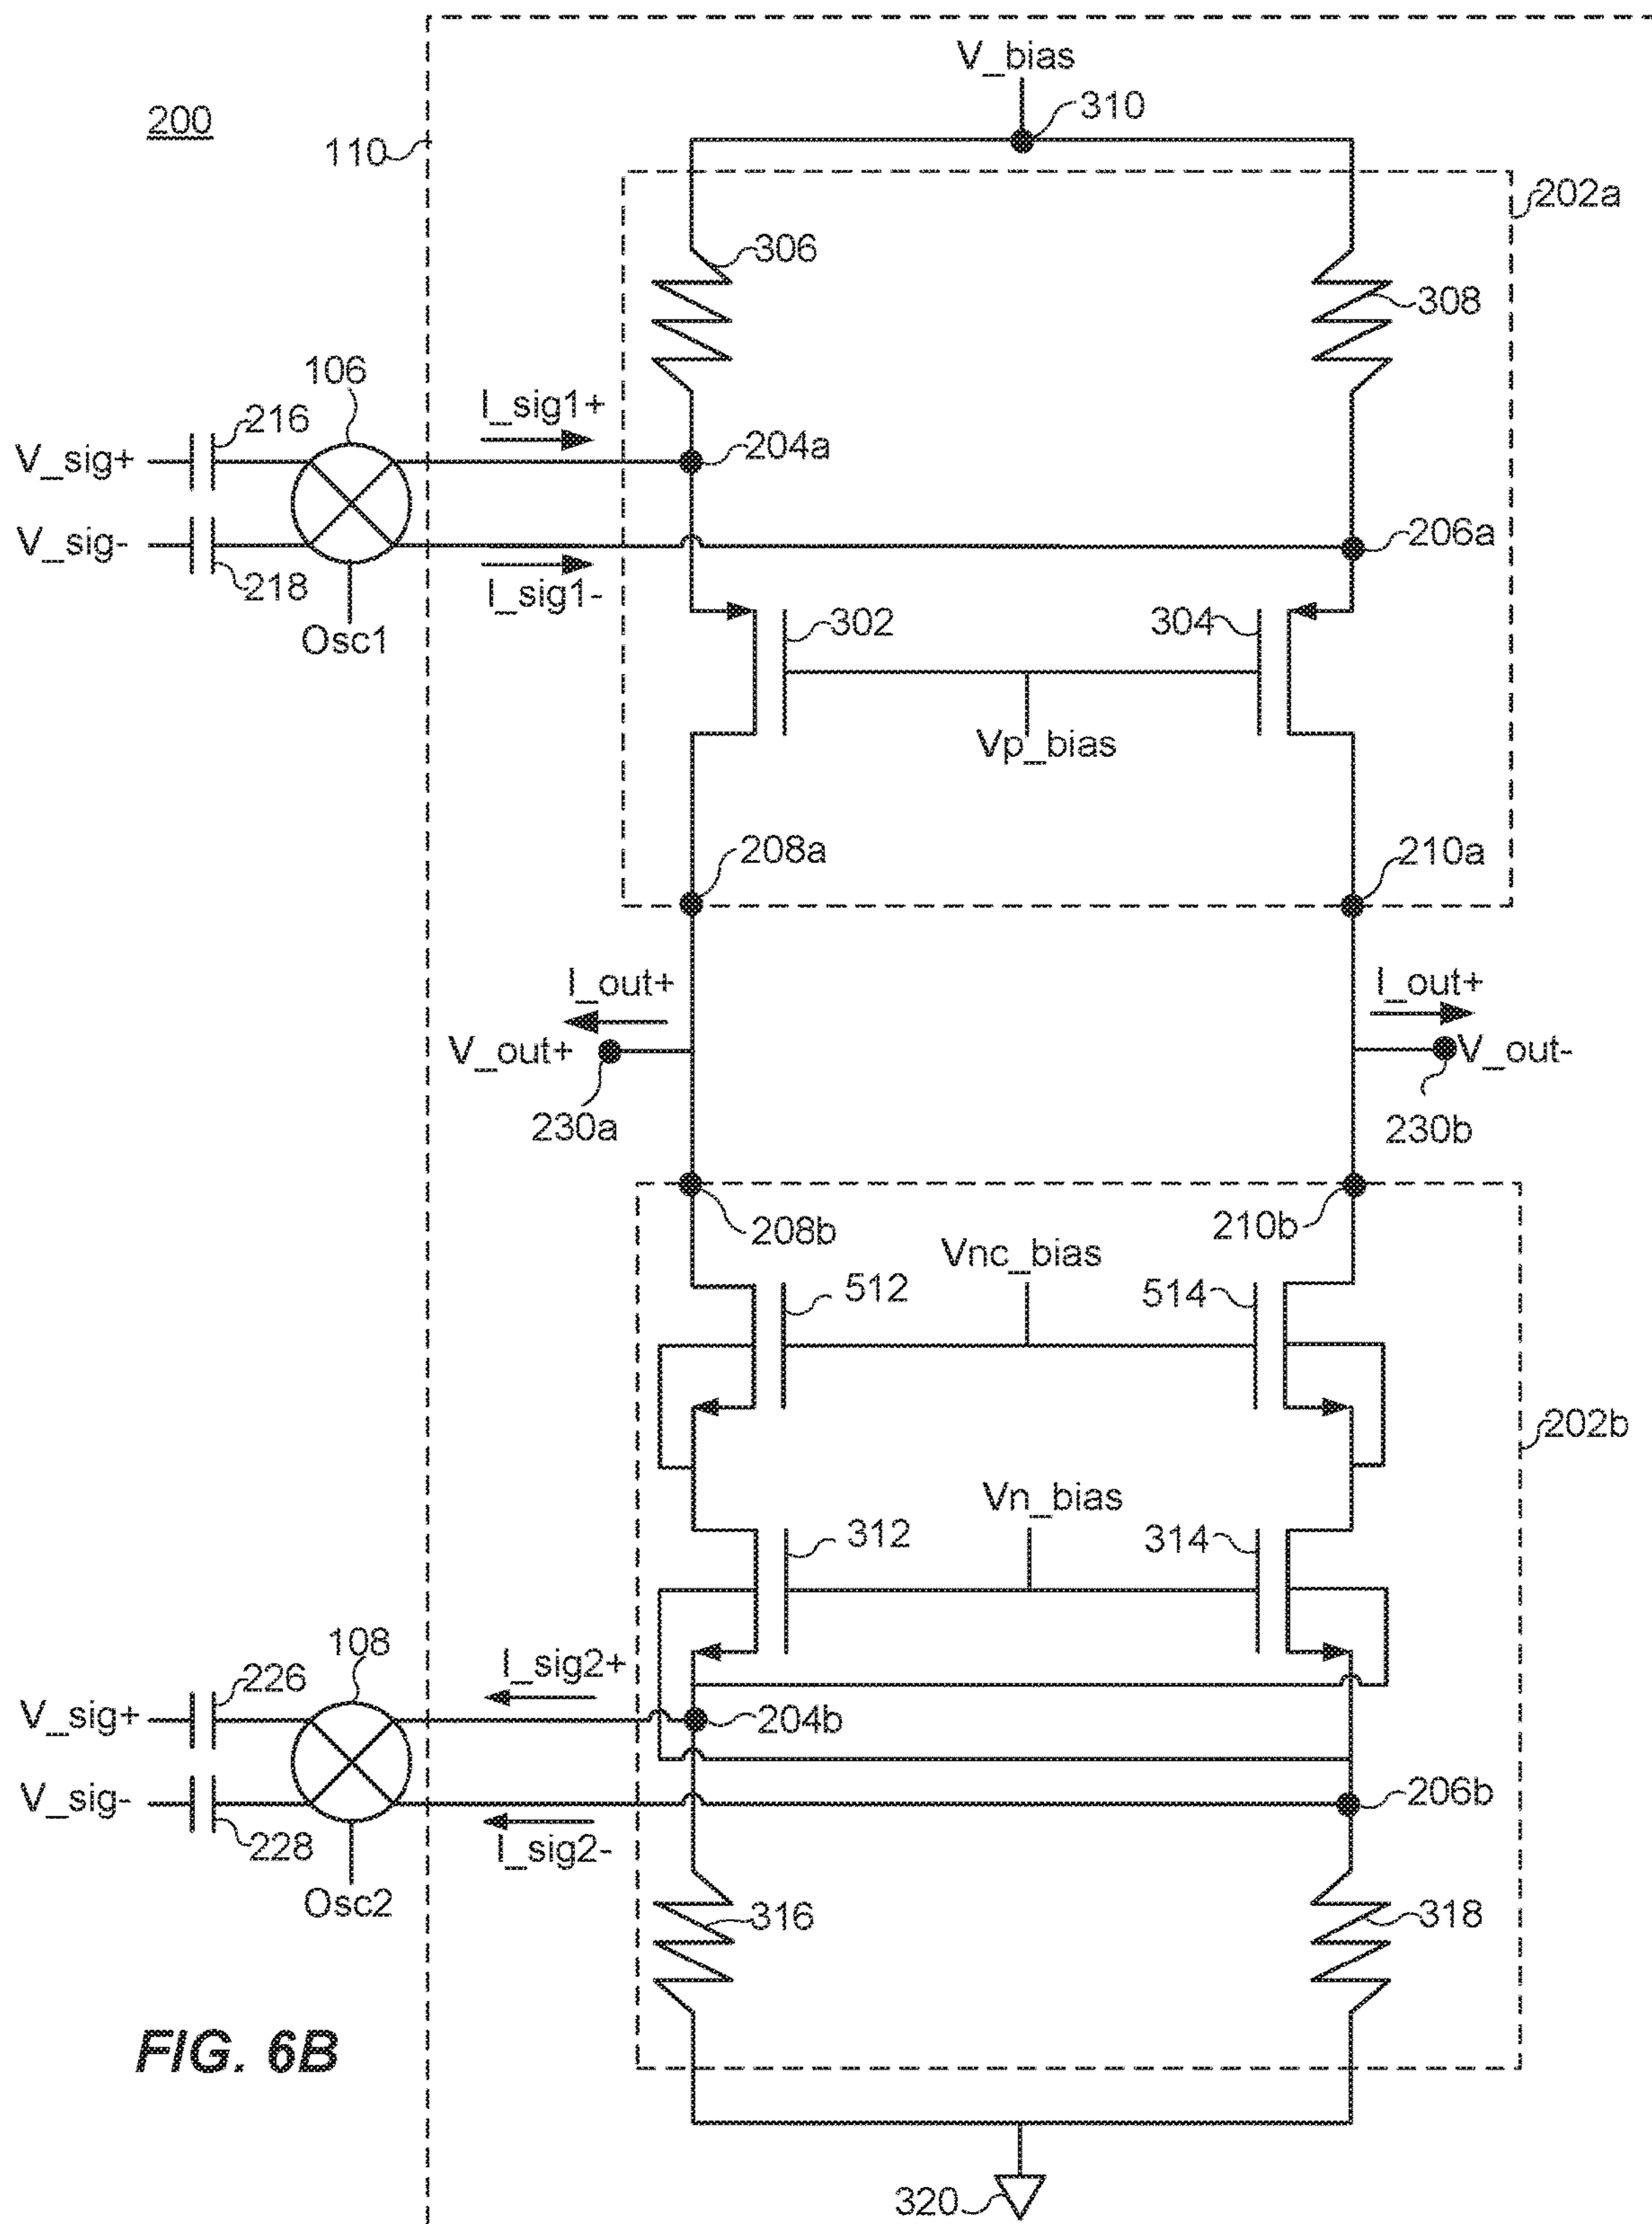 V_bias
310
200
110
202a
306
308
106
216
I_sig1+
V_sig+
204a
V_sig-
206a
218
I_sig1-
Osc1
302
304
Vp_bias
208a
210a
I_out+
I_out+
V_out+
V_out-
230a
230b
208b
210b
Vnc_bias
512
514
202b
Vn_bias
312
314
108
226
I_sig2+
V_sig+
204b
V_sig-
206b
228
I_sig2-
Osc2
316
318
FIG. 6B
320